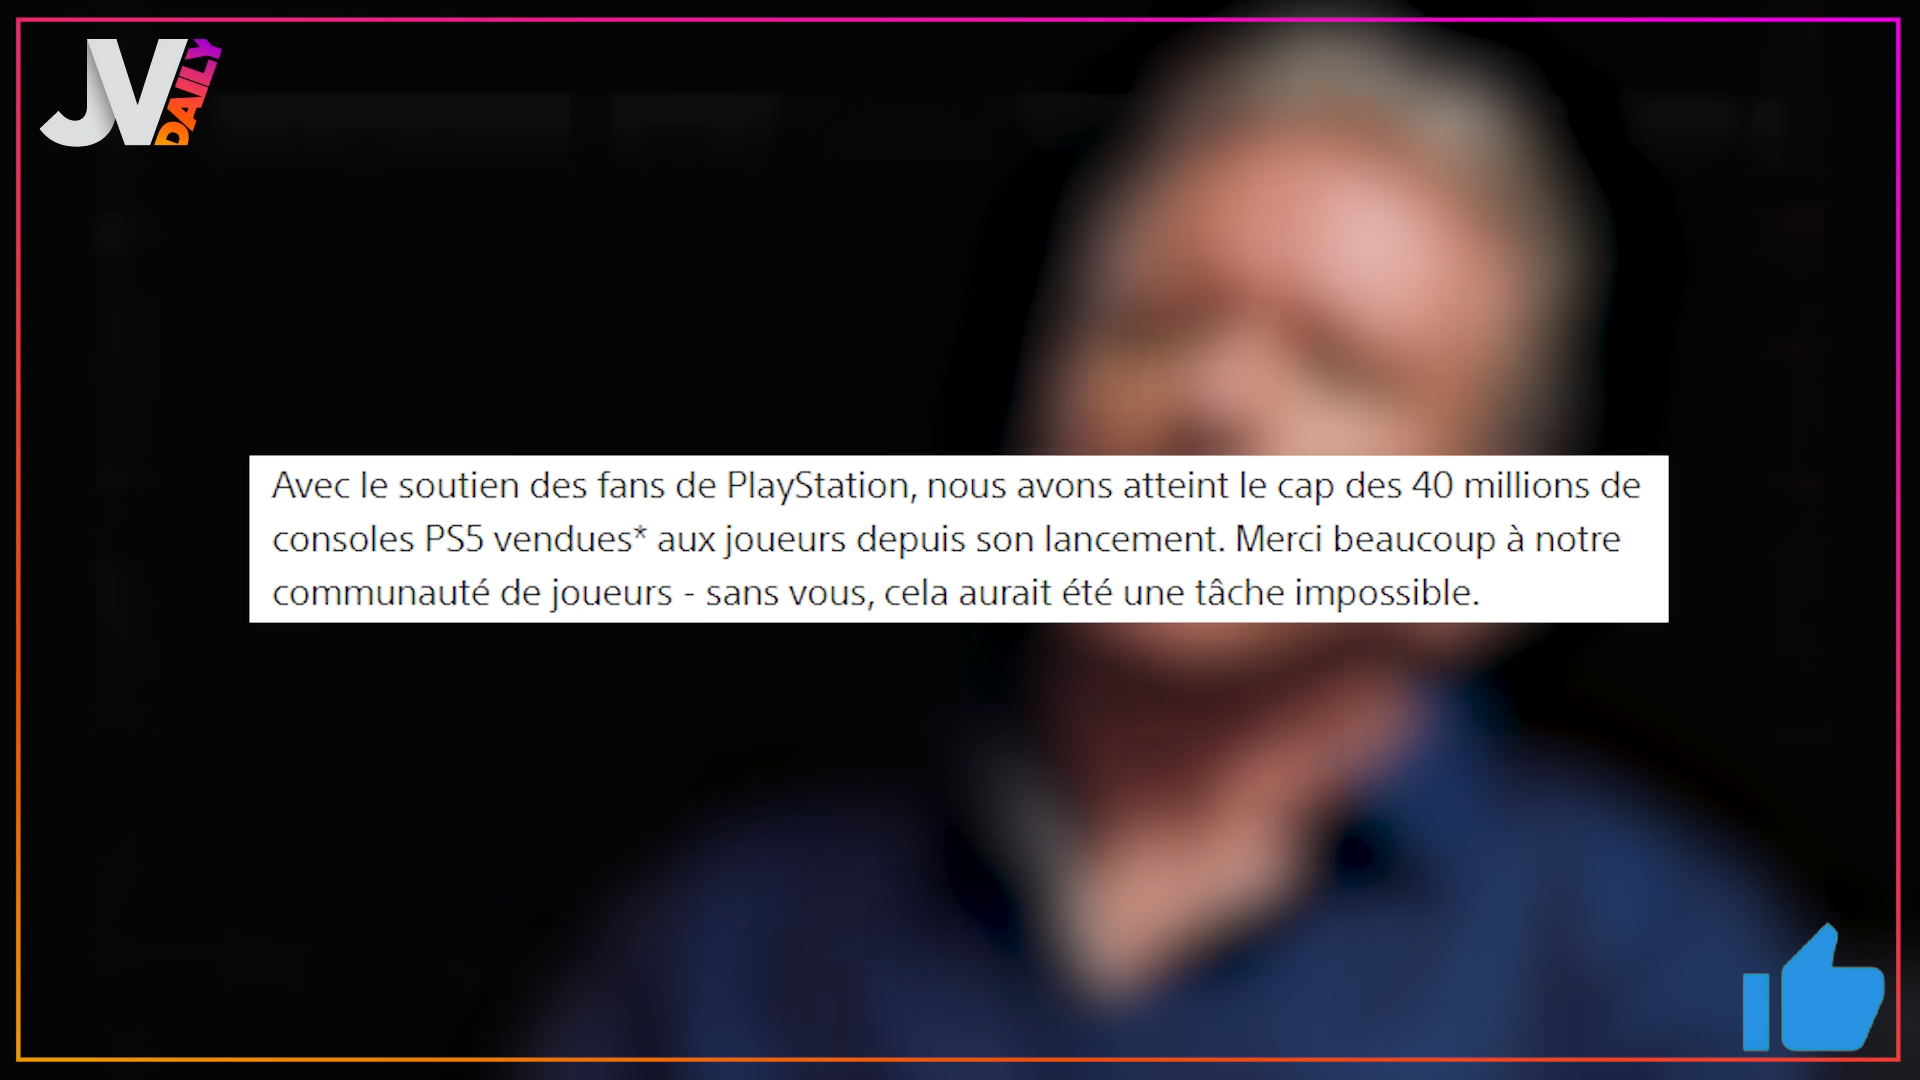 JV
DAILY
Avec le soutien des fans de PlayStation, nous avons atteint le cap des 40 millions de
consoles PS5 vendues* aux joueurs depuis son lancement. Merci beaucoup à notre
communauté de joueurs - sans vous, cela aurait été une tâche impossible.